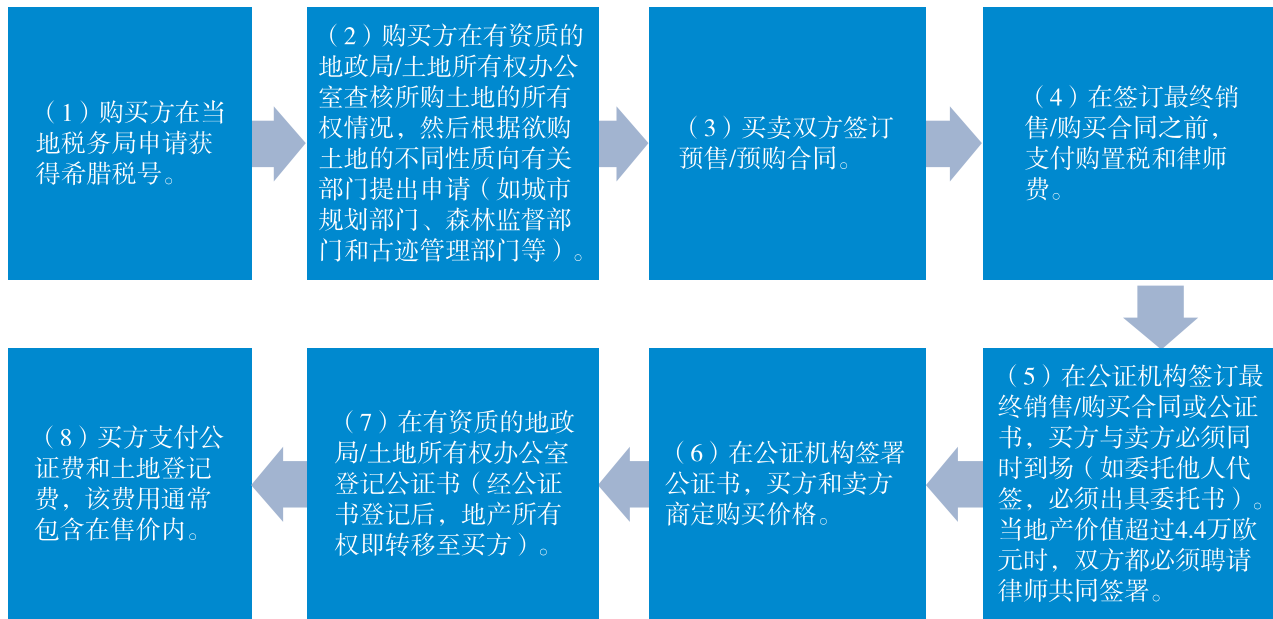 （1）购买方在当
地税务局申请获
得希腊税号。
（2）购买方在有资质的
地政局/土地所有权办公
室查核所购土地的所有
权情况，然后根据欲购
土地的不同性质向有关
部门提出申请（如城市
规划部门、森林监督部
门和古迹管理部门等）。
（3）买卖双方签订
预售/预购合同。
（4）在签订最终销
售/购买合同之前，
支付购置税和律师
费。
（5）在公证机构签订最
终销售/购买合同或公证
书，买方与卖方必须同
时到场（如委托他人代
签，必须出具委托书）。
当地产价值超过4.4万欧
元时，双方都必须聘请
律师共同签署。
（6）在公证机构签署
公证书，买方和卖方
商定购买价格。
（7）在有资质的地政
局/土地所有权办公室
登记公证书（经公证
书登记后，地产所有
权即转移至买方）。
（8）买方支付公
证费和土地登记
费，该费用通常
包含在售价内。